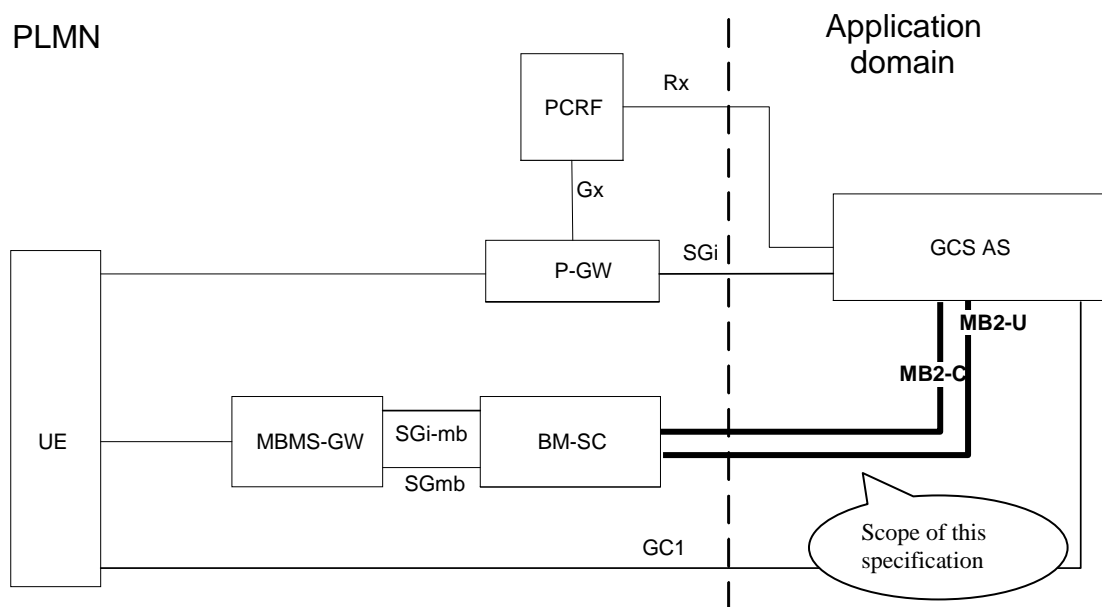 PLMN
Application
domain
Rx
PCRF
Gx
GCS AS
SGi
P-GW
MB2-U
MB2-C
UE
MBMS-GW
SGi-mb
BM-SC
SGmb
Scope of this
specification
GC1